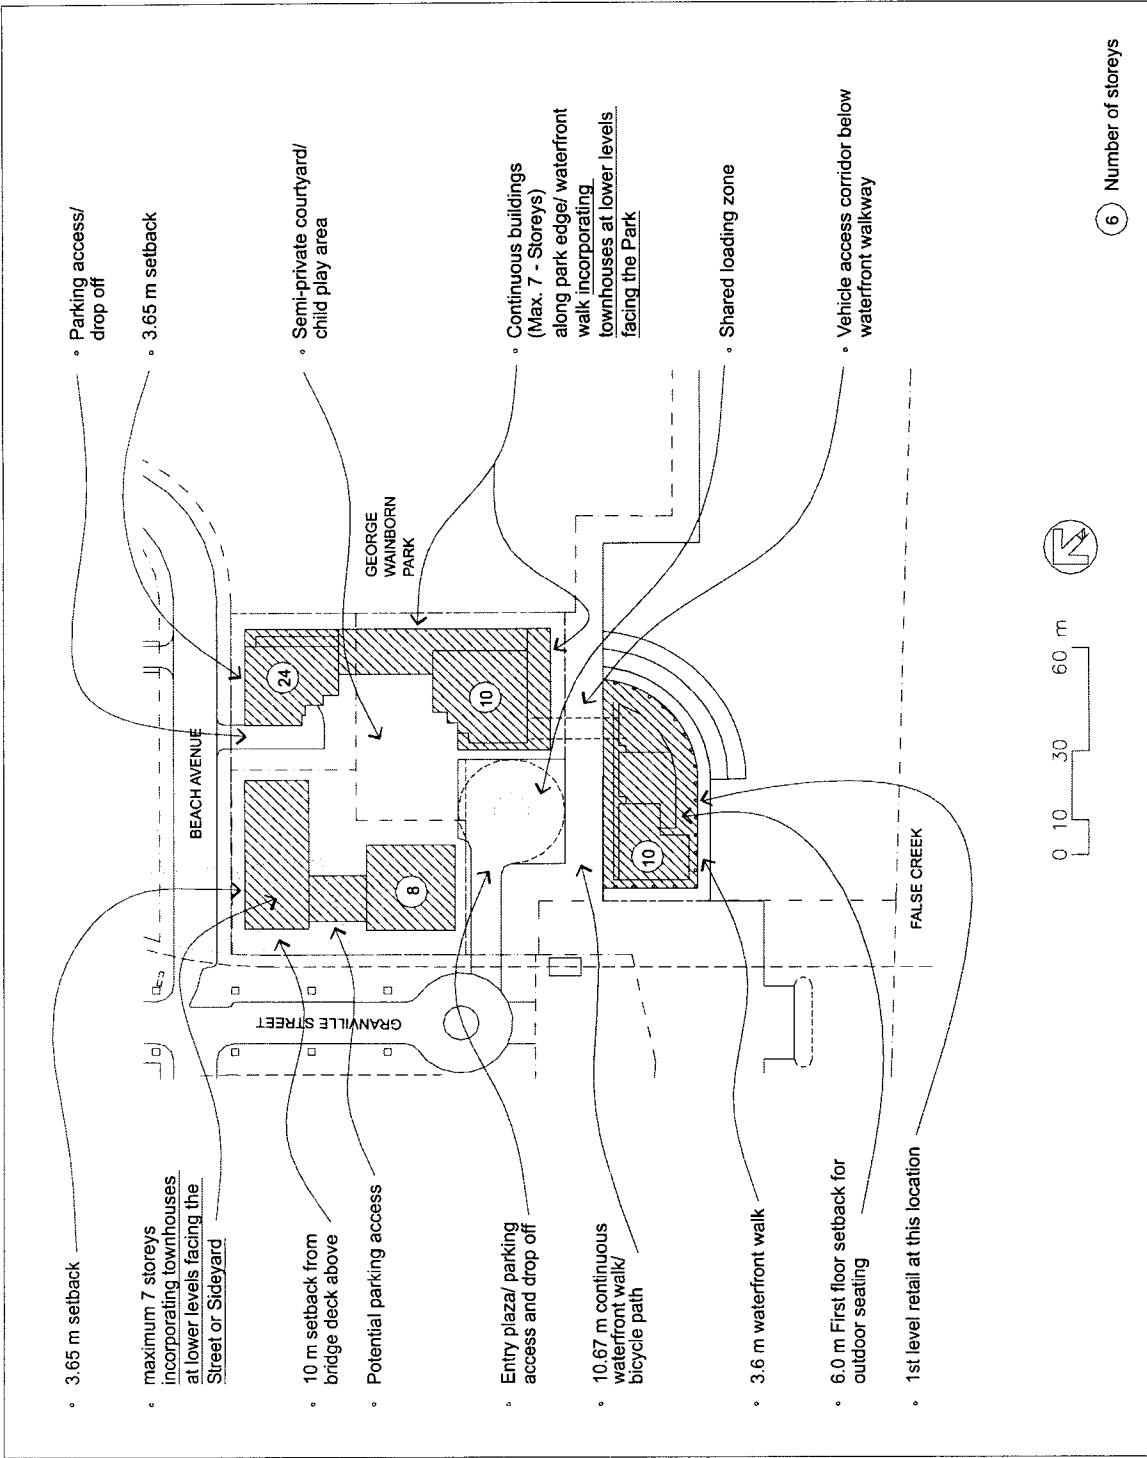 ° 3.65 m setback
° maximum 7 storeys
incorporating townhouses
at lower levels facing the
Street or Sideyard
° 10 m setback from
bridge deck above
° Potential parking access
° Entry plaza/ parking
access and drop off
° 10.67 m continuous
waterfront walk/
bicycle path
° 3.6 m waterfront walk
° 6.0 m First floor setback for
outdoor seating
° 1st level retail at this location
BEACH AVENUE
GRANVILLE STREET
GEORGE
WAINBORN
PARK
FALSE CREEK
24
10
8
10
° Parking access/
drop off
° 3.65 m setback
° Semi-private courtyard/
child play area
° Continuous buildings
(Max. 7 - Storeys)
along park edge/ waterfront
walk incorporating
townhouses at lower levels
facing the Park
° Shared loading zone
° Vehicle access corridor below
waterfront walkway
0 10 30 60 m
6 Number of storeys